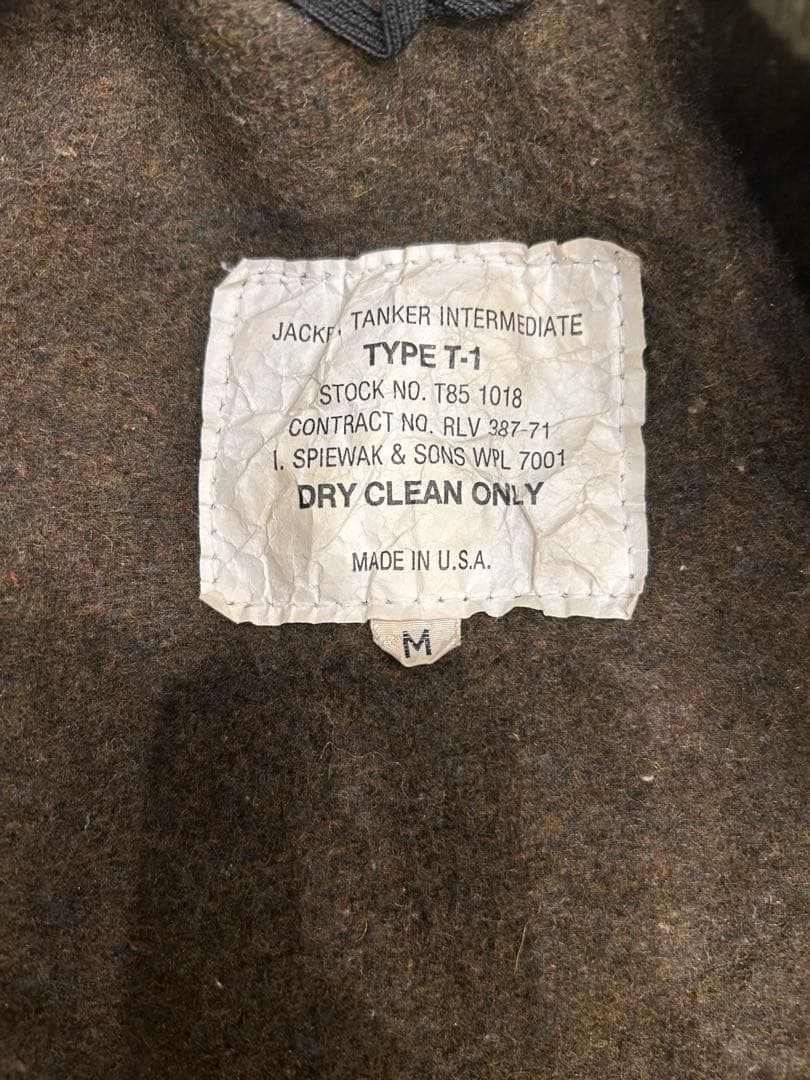 JACKE, TANKER INTERMEDIATE
TYPE T-1
STOCK NO. T85 1018
CONTRACT NO. RLV 387-71
I. SPIEWAK & SONS WPL 7001
DRY CLEAN ONLY
MADE IN U.S.A.
M